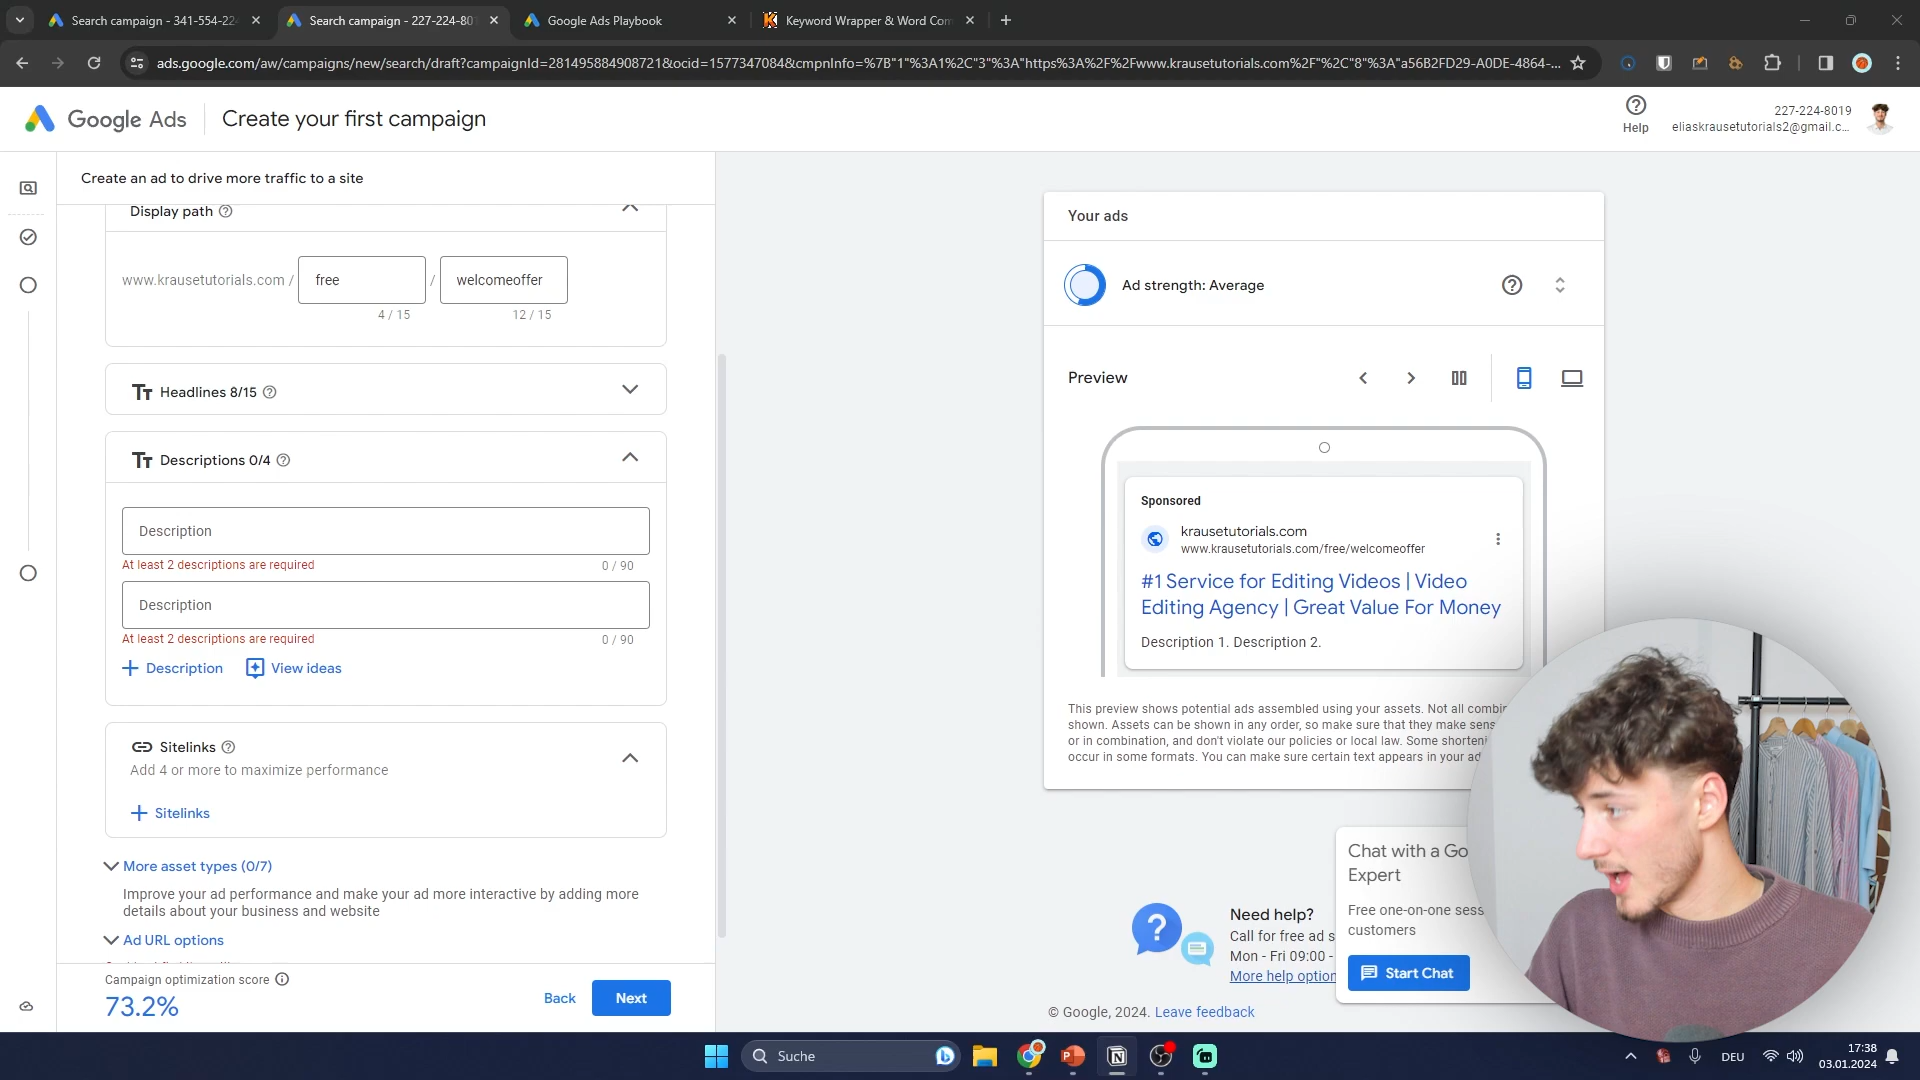 Search campaign - 341-554-224
Search campaign - 227-224-801
Google Ads Playbook
Keyword Wrapper & Word Com
ads.google.com/aw/campaigns/new/search/draft?campaignId=281495884908721&ocid=1577347084&cmpnInfo=%7B"1"%3A1%2C"3"%3A"https%3A%2F%2Fwww.krausetutorials.com%2F"%2C"8"%3A"a56B2FD29-A0DE-4864-...
Google Ads
Create your first campaign
Help
227-224-8019
eliaskrausetutorials2@gmail.c...
Create an ad to drive more traffic to a site
Display path
www.krausetutorials.com / free / welcomeoffer
4 / 15
12 / 15
Headlines 8/15
Descriptions 0/4
Description
At least 2 descriptions are required
0 / 90
Description
At least 2 descriptions are required
0 / 90
Description
View ideas
Sitelinks
Add 4 or more to maximize performance
Sitelinks
More asset types (0/7)
Improve your ad performance and make your ad more interactive by adding more
details about your business and website
Ad URL options
Campaign optimization score
73.2%
Back
Next
Your ads
Ad strength: Average
Preview
Sponsored
krausetutorials.com
www.krausetutorials.com/free/welcomeoffer
#1 Service for Editing Videos | Video
Editing Agency | Great Value For Money
Description 1. Description 2.
This preview shows potential ads assembled using your assets. Not all combin
shown. Assets can be shown in any order, so make sure that they make sens
or in combination, and don't violate our policies or local law. Some shorteni
occur in some formats. You can make sure certain text appears in your ad
Need help?
Call for free ad s
Mon - Fri 09:00 -
More help option
Chat with a Go
Expert
Free one-on-one sess
customers
Start Chat
© Google, 2024. Leave feedback
Suche
DEU
17:38
03.01.2024